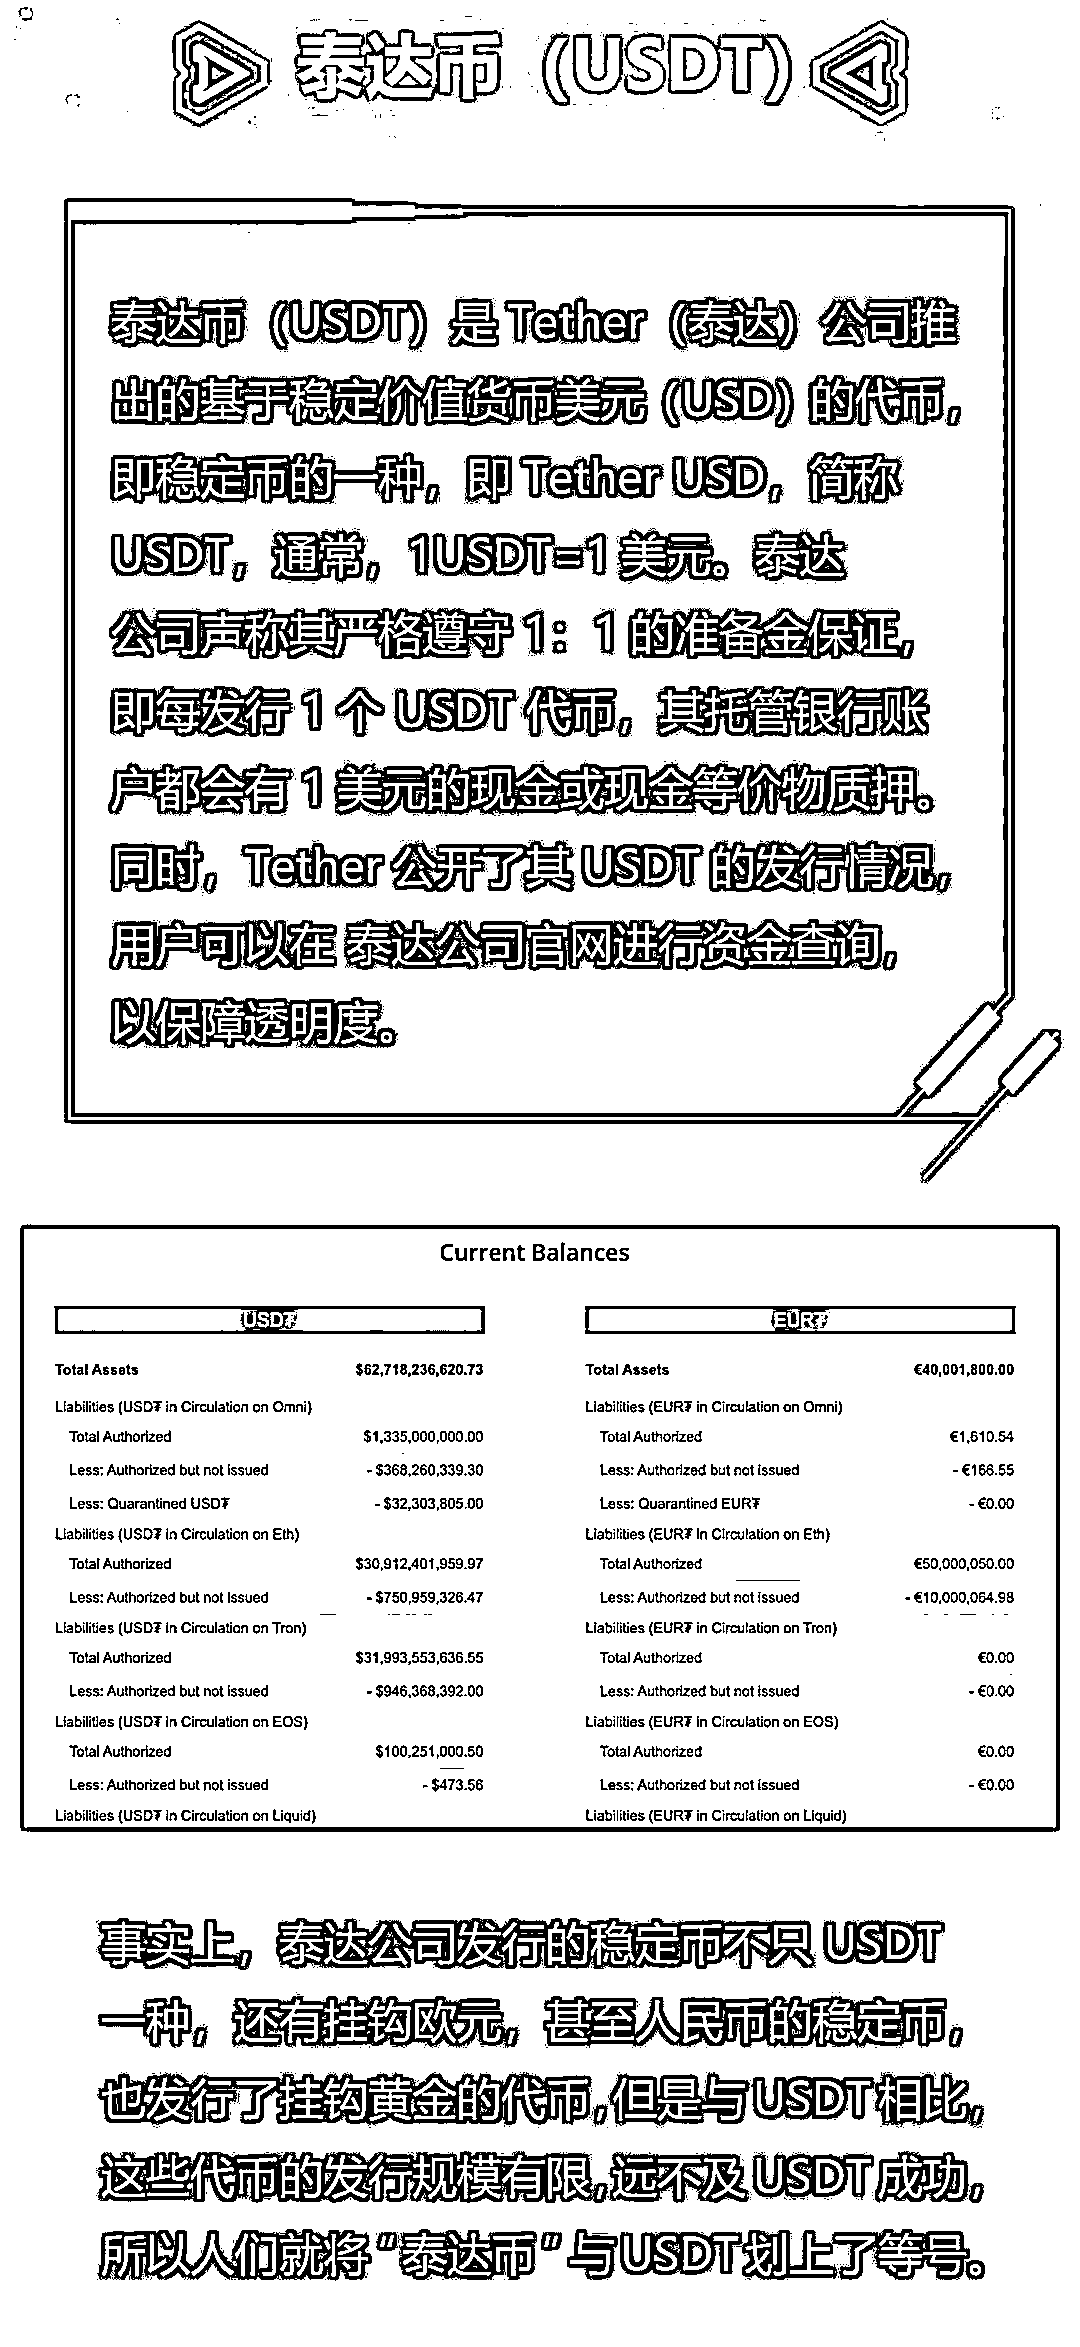 泰达币（USDT）
泰达币（USDT）是 Tether（泰达）公司推
出的基于稳定价值货币美元（USD）的代币，
即稳定币的一种，即 Tether USD，简称
USDT，通常，1USDT=1 美元。泰达
公司声称其严格遵守 1：1 的准备金保证，
即每发行 1 个 USDT 代币，其托管银行账
户都会有 1 美元的现金或现金等价物质押。
同时，Tether 公开了其 USDT 的发行情况，
用户可以在 泰达公司官网进行资金查询，
以保障透明度。
Current Balances
USD₮
Total Assets $62,718,236,620.73
Liabilities (USD₮ in Circulation on Omni)
Total Authorized $1,335,000,000.00
Less: Authorized but not issued - $368,260,339.30
Less: Quarantined USD₮ - $32,303,805.00
Liabilities (USD₮ in Circulation on Eth)
Total Authorized $30,912,401,959.97
Less: Authorized but not issued - $750,959,326.47
Liabilities (USD₮ in Circulation on Tron)
Total Authorized $31,993,553,636.55
Less: Authorized but not issued - $946,368,392.00
Liabilities (USD₮ in Circulation on EOS)
Total Authorized $100,251,000.50
Less: Authorized but not issued - $473.56
Liabilities (USD₮ in Circulation on Liquid)
EUR₮
Total Assets €40,001,800.00
Liabilities (EUR₮ in Circulation on Omni)
Total Authorized €1,610.54
Less: Authorized but not issued - €166.55
Less: Quarantined EUR₮ - €0.00
Liabilities (EUR₮ in Circulation on Eth)
Total Authorized €50,000,050.00
Less: Authorized but not issued - €10,000,064.98
Liabilities (EUR₮ in Circulation on Tron)
Total Authorized €0.00
Less: Authorized but not issued - €0.00
Liabilities (EUR₮ in Circulation on EOS)
Total Authorized €0.00
Less: Authorized but not issued - €0.00
Liabilities (EUR₮ in Circulation on Liquid)
事实上，泰达公司发行的稳定币不只 USDT
一种，还有挂钩欧元，甚至人民币的稳定币，
也发行了挂钩黄金的代币，但是与 USDT 相比，
这些代币的发行规模有限，远不及 USDT 成功，
所以人们就将“泰达币”与 USDT 划上了等号。